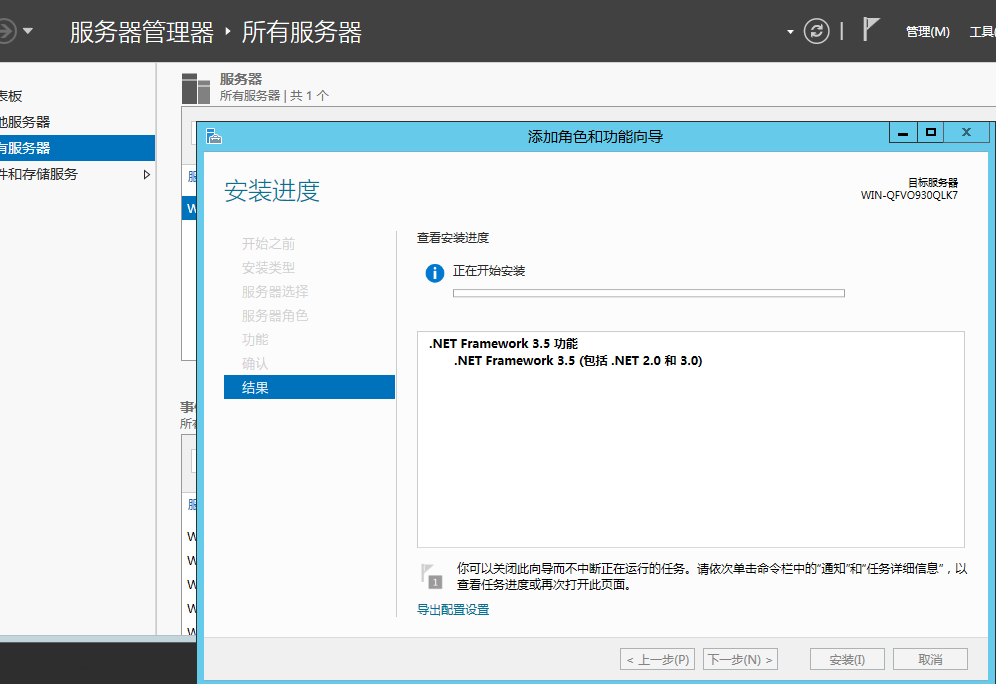 服务器管理器 ‣ 所有服务器
管理(M) 工具(
表板
地服务器
有服务器
件和存储服务
服务器
所有服务器 | 共 1 个
服
W
事
所有
服
W
W
W
W
W
添加角色和功能向导
安装进度
目标服务器
WIN-QFVO930QLK7
开始之前
安装类型
服务器选择
服务器角色
功能
确认
结果
查看安装进度
正在开始安装
.NET Framework 3.5 功能
.NET Framework 3.5 (包括 .NET 2.0 和 3.0)
1
你可以关闭此向导而不中断正在运行的任务。请依次单击命令栏中的"通知"和"任务详细信息"，以
查看任务进度或再次打开此页面。
导出配置设置
< 上一步(P) 下一步(N) > 安装(I) 取消